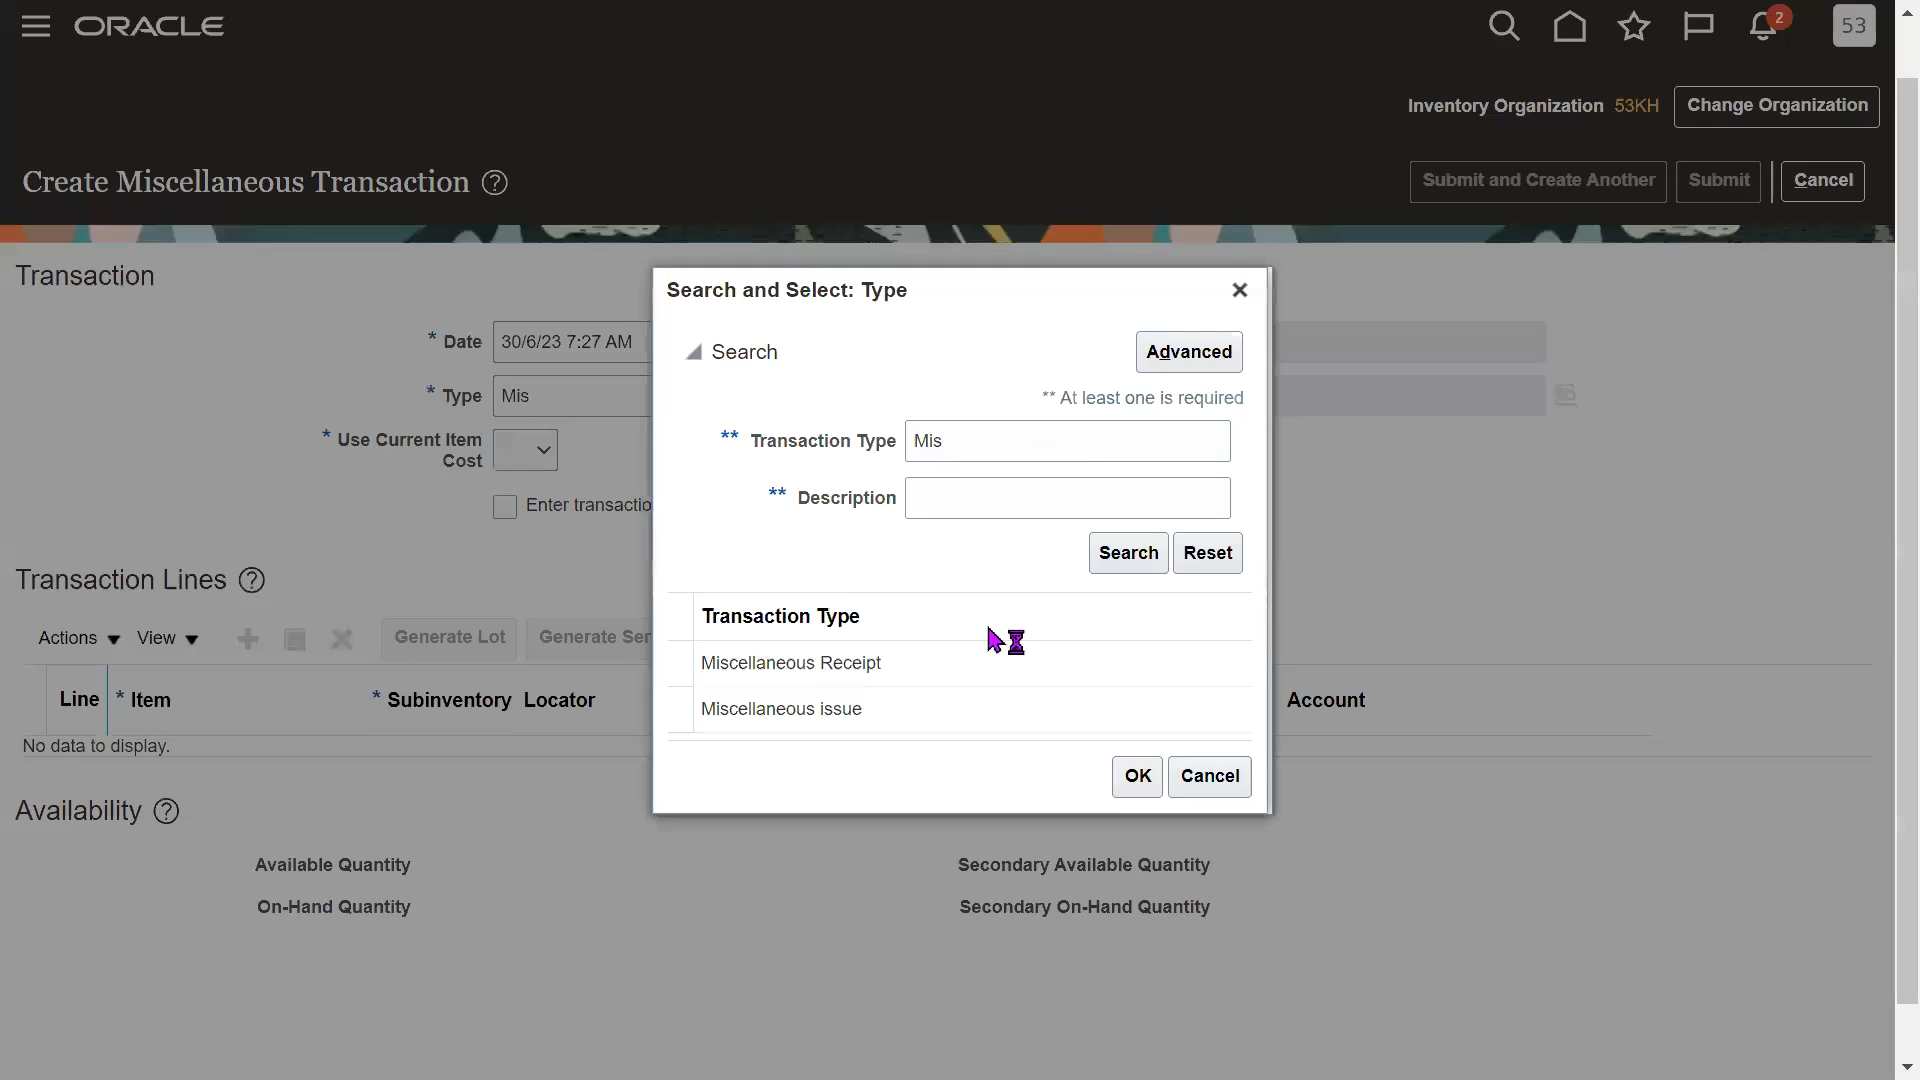 ORACLE
2
53
Inventory Organization 53KH Change Organization
Create Miscellaneous Transaction ?
Submit and Create Another Submit Cancel
Transaction
Search and Select: Type
* Date 30/6/23 7:27 AM
Search Advanced
* Type Mis
** At least one is required
* Use Current Item
Cost
** Transaction Type Mis
** Description
Enter transactio
Search Reset
Transaction Lines ?
Transaction Type
Actions View Generate Lot Generate Ser
Miscellaneous Receipt
Line * Item * Subinventory Locator Account
Miscellaneous issue
No data to display.
OK Cancel
Availability ?
Available Quantity Secondary Available Quantity
On-Hand Quantity Secondary On-Hand Quantity